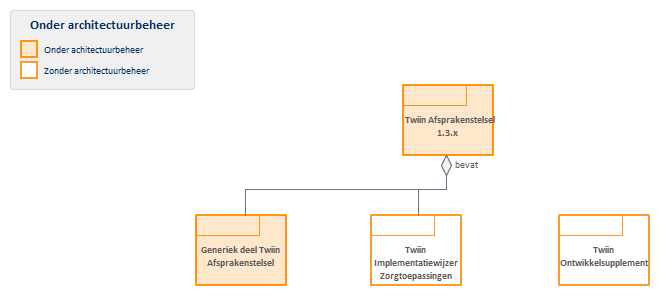 Onder architectuurbeheer
Onder achitectuurbeheer
Zonder architectuurbeheer
Twiin Afsprakenstelsel
1.3.x
bevat
Generiek deel Twiin
Afsprakenstelsel
Twiin
Implementatiewijzer
Zorgtoepassingen
Twiin
Ontwikkelsupplement